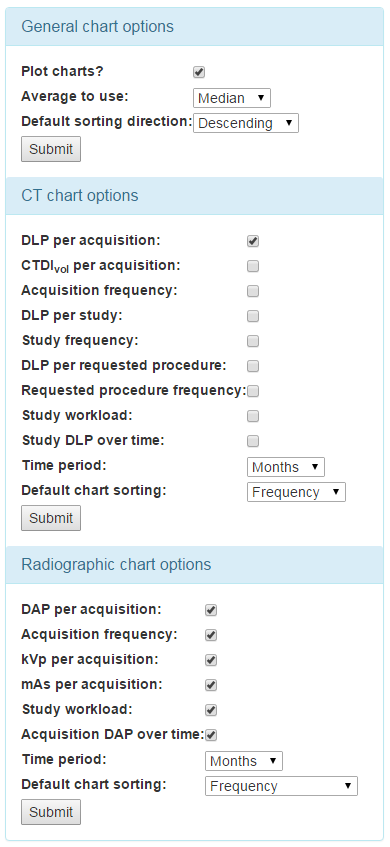 General chart options
Plot charts?
Average to use: Median
Default sorting direction: Descending
Submit
CT chart options
DLP per acquisition:
CTDIvol per acquisition:
Acquisition frequency:
DLP per study:
Study frequency:
DLP per requested procedure:
Requested procedure frequency:
Study workload:
Study DLP over time:
Time period: Months
Default chart sorting: Frequency
Submit
Radiographic chart options
DAP per acquisition:
Acquisition frequency:
kVp per acquisition:
mAs per acquisition:
Study workload:
Acquisition DAP over time:
Time period: Months
Default chart sorting: Frequency
Submit